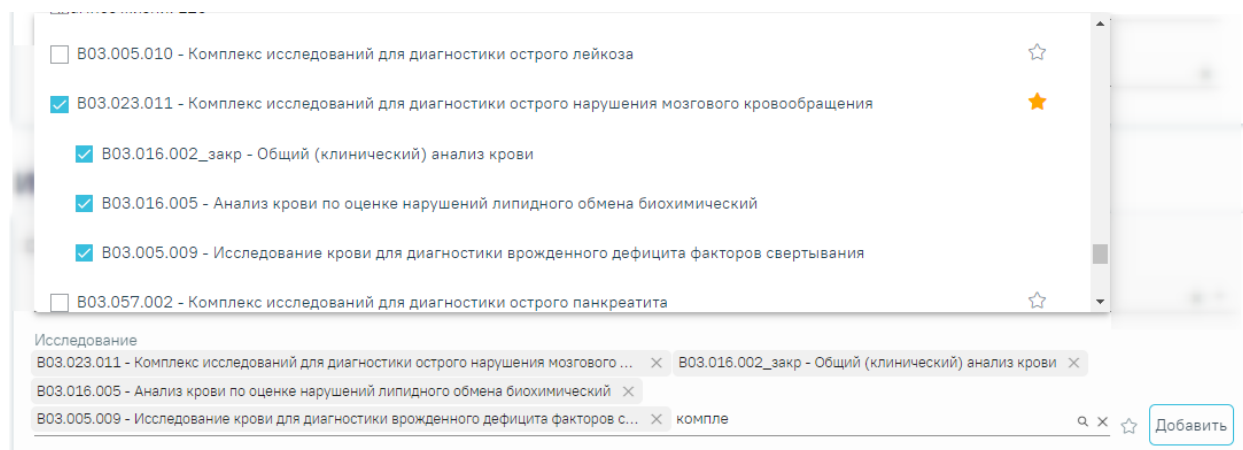 B03.005.010 - Комплекс исследований для диагностики острого лейкоза
B03.023.011 - Комплекс исследований для диагностики острого нарушения мозгового кровообращения
B03.016.002_закр - Общий (клинический) анализ крови
B03.016.005 - Анализ крови по оценке нарушений липидного обмена биохимический
B03.005.009 - Исследование крови для диагностики врожденного дефицита факторов свертывания
B03.057.002 - Комплекс исследований для диагностики острого панкреатита
Исследование
B03.023.011 - Комплекс исследований для диагностики острого нарушения мозгового ... B03.016.002_закр - Общий (клинический) анализ крови
B03.016.005 - Анализ крови по оценке нарушений липидного обмена биохимический
B03.005.009 - Исследование крови для диагностики врожденного дефицита факторов с... компле
Добавить